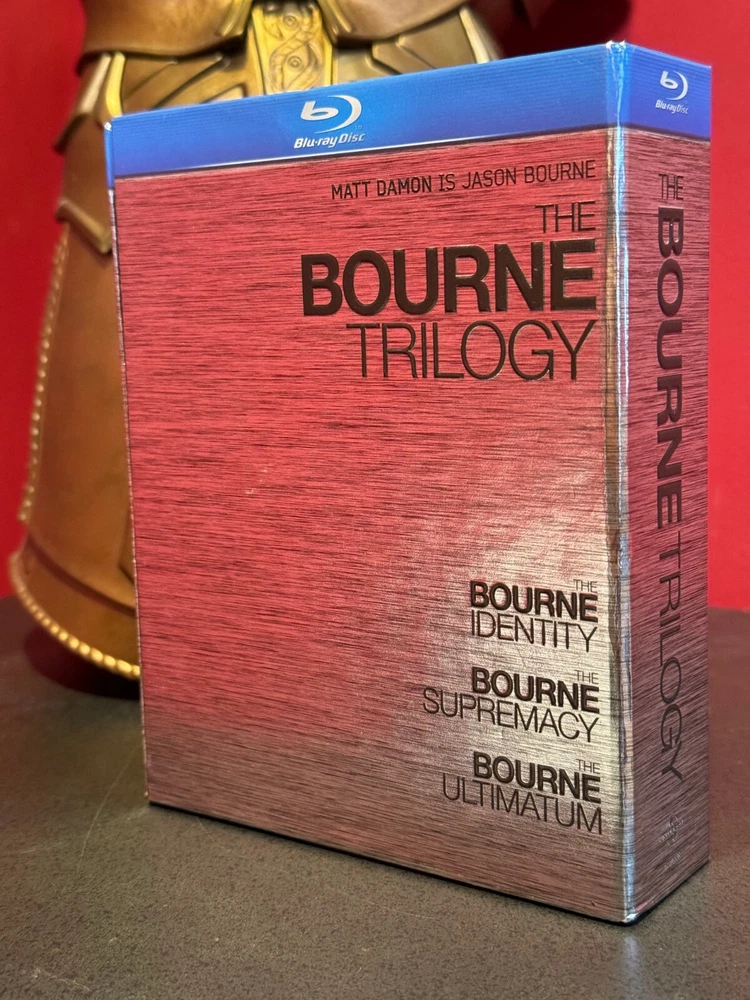 Blu-ray Disc
MATT DAMON IS JASON BOURNE
THE
BOURNE
TRILOGY
THE
BOURNE
IDENTITY
THE
BOURNE
SUPREMACY
THE
BOURNE
ULTIMATUM
Blu-ray Disc
THE BOURNE TRILOGY